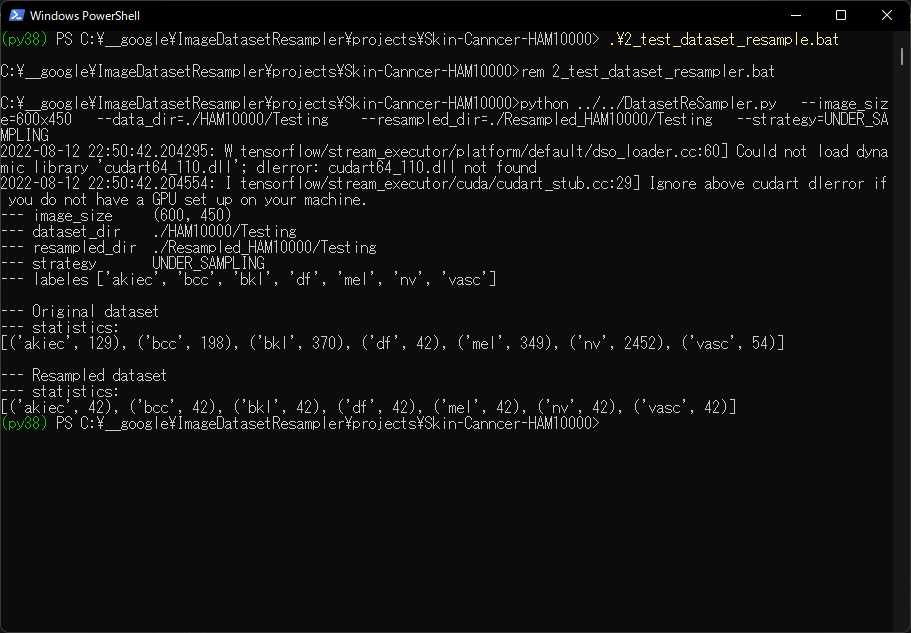 Windows PowerShell
(py38) PS C:¥__google¥ImageDatasetResampler¥projects¥Skin-Canncer-HAM10000> .¥2_test_dataset_resample.bat
C:¥__google¥ImageDatasetResampler¥projects¥Skin-Canncer-HAM10000>rem 2_test_dataset_resampler.bat
C:¥__google¥ImageDatasetResampler¥projects¥Skin-Canncer-HAM10000>python ../../DatasetReSampler.py   --image_siz
e=600x450   --data_dir=./HAM10000/Testing    --resampled_dir=./Resampled_HAM10000/Testing   --strategy=UNDER_SA
MPLING
2022-08-12 22:50:42.204295: W tensorflow/stream_executor/platform/default/dso_loader.cc:60] Could not load dyna
mic library 'cudart64_110.dll'; dlerror: cudart64_110.dll not found
2022-08-12 22:50:42.204554: I tensorflow/stream_executor/cuda/cudart_stub.cc:29] Ignore above cudart dlerror if
 you do not have a GPU set up on your machine.
--- image_size     (600, 450)
--- dataset_dir    ./HAM10000/Testing
--- resampled_dir  ./Resampled_HAM10000/Testing
--- strategy       UNDER_SAMPLING
--- labeles ['akiec', 'bcc', 'bkl', 'df', 'mel', 'nv', 'vasc']
--- Original dataset
--- statistics:
[('akiec', 129), ('bcc', 198), ('bkl', 370), ('df', 42), ('mel', 349), ('nv', 2452), ('vasc', 54)]
--- Resampled dataset
--- statistics:
[('akiec', 42), ('bcc', 42), ('bkl', 42), ('df', 42), ('mel', 42), ('nv', 42), ('vasc', 42)]
(py38) PS C:¥__google¥ImageDatasetResampler¥projects¥Skin-Canncer-HAM10000>